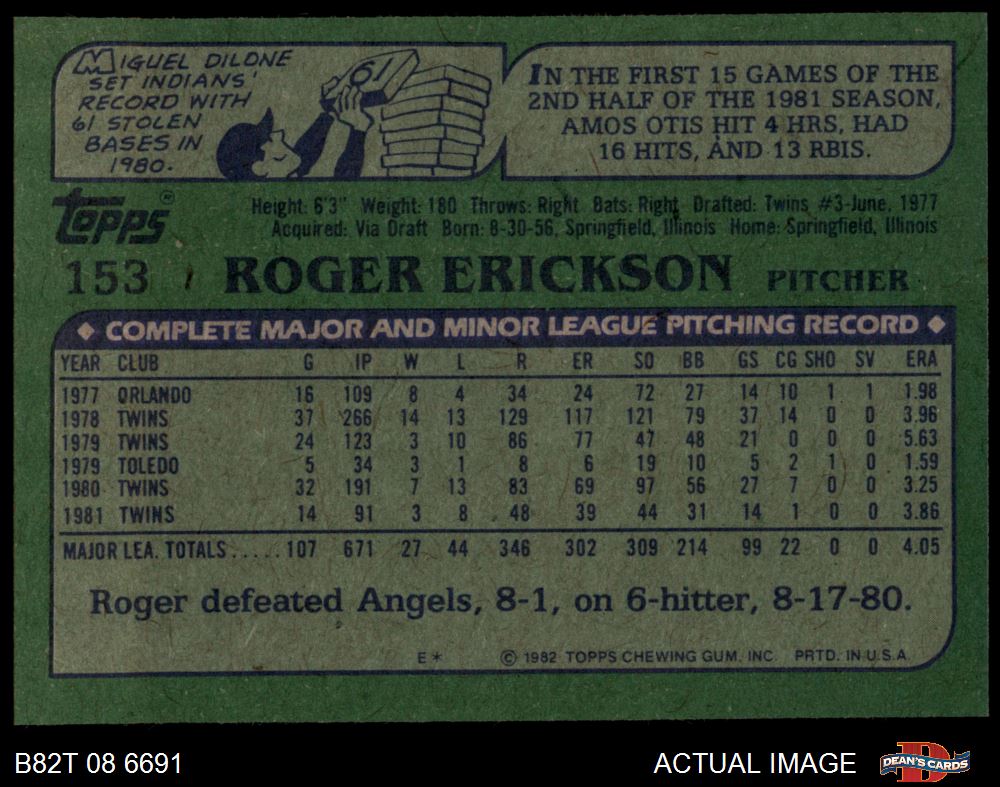 MIGUEL DILONE
SET INDIANS'
RECORD WITH
61 STOLEN
BASES IN
1980.
61
IN THE FIRST 15 GAMES OF THE
2ND HALF OF THE 1981 SEASON,
AMOS OTIS HIT 4 HRS, HAD
16 HITS, AND 13 RBIS.
Topps®
Height: 6'3" Weight: 180 Throws: Right Bats: Right Drafted: Twins #3-June, 1977
Acquired: Via Draft Born: 8-30-56, Springfield, Illinois Home: Springfield, Illinois
153 ROGER ERICKSON PITCHER
◆ COMPLETE MAJOR AND MINOR LEAGUE PITCHING RECORD ◆
YEAR CLUB G IP W L R ER SO BB GS CG SHO SV ERA
1977 ORLANDO 16 109 8 4 34 24 72 27 14 10 1 1 1.98
1978 TWINS 37 266 14 13 129 117 121 79 37 14 0 0 3.96
1979 TWINS 24 123 3 10 86 77 47 48 21 0 0 0 5.63
1979 TOLEDO 5 34 3 1 8 6 19 10 5 2 1 0 1.59
1980 TWINS 32 191 7 13 83 69 97 56 27 7 0 0 3.25
1981 TWINS 14 91 3 8 48 39 44 31 14 1 0 0 3.86
MAJOR LEA. TOTALS.....107 671 27 44 346 302 309 214 99 22 0 0 4.05
Roger defeated Angels, 8-1, on 6-hitter, 8-17-80.
E* © 1982 TOPPS CHEWING GUM, INC. PRTD. IN U.S.A.
B82T 08 6691 ACTUAL IMAGE D DEAN'S CARDS